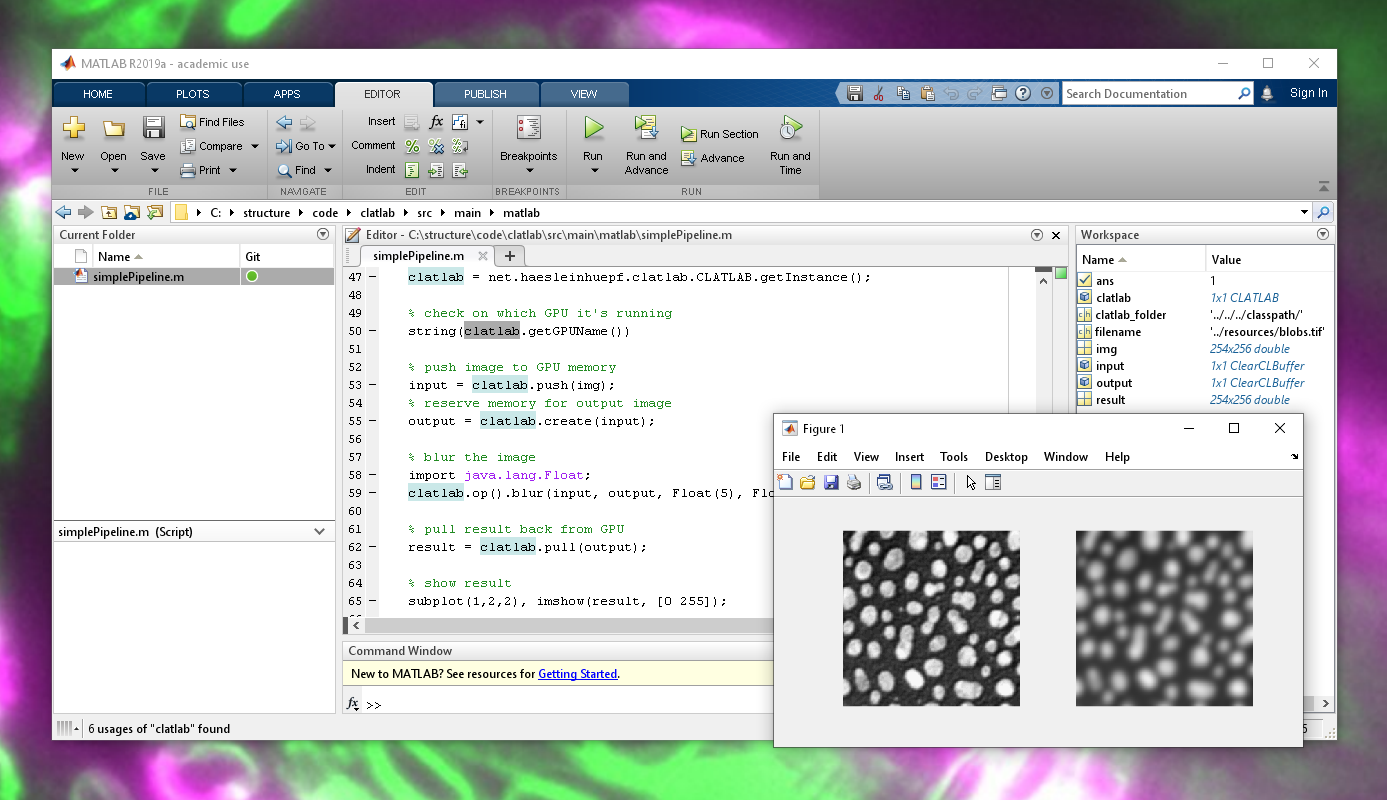 MATLAB R2019a - academic use
HOME PLOTS APPS EDITOR PUBLISH VIEW
Search Documentation
Sign In
New
Open
Save
Find Files
Compare
Print
FILE
Go To
Find
NAVIGATE
Insert fx
Comment
Indent
EDIT
Breakpoints
BREAKPOINTS
Run
Run and
Advance
Run Section
Advance
Run and
Time
RUN
C: structure code clatlab src main matlab
Current Folder
Name Git
simplePipeline.m
simplePipeline.m (Script)
Editor - C:\structure\code\clatlab\src\main\matlab\simplePipeline.m
simplePipeline.m
47 – clatlab = net.haesleinhuepf.clatlab.CLATLAB.getInstance();
48
49 % check on which GPU it's running
50 – string(clatlab.getGPUName())
51
52 % push image to GPU memory
53 – input = clatlab.push(img);
54 % reserve memory for output image
55 – output = clatlab.create(input);
56
57 % blur the image
58 – import java.lang.Float;
59 – clatlab.op().blur(input, output, Float(5), Flo
60
61 % pull result back from GPU
62 – result = clatlab.pull(output);
63
64 % show result
65 – subplot(1,2,2), imshow(result, [0 255]);
Command Window
New to MATLAB? See resources for Getting Started.
fx >>
6 usages of "clatlab" found
Workspace
Name Value
ans 1
clatlab 1x1 CLATLAB
clatlab_folder '../../../classpath/'
filename '../resources/blobs.tif'
img 254x256 double
input 1x1 ClearCLBuffer
output 1x1 ClearCLBuffer
result 254x256 double
Figure 1
File Edit View Insert Tools Desktop Window Help